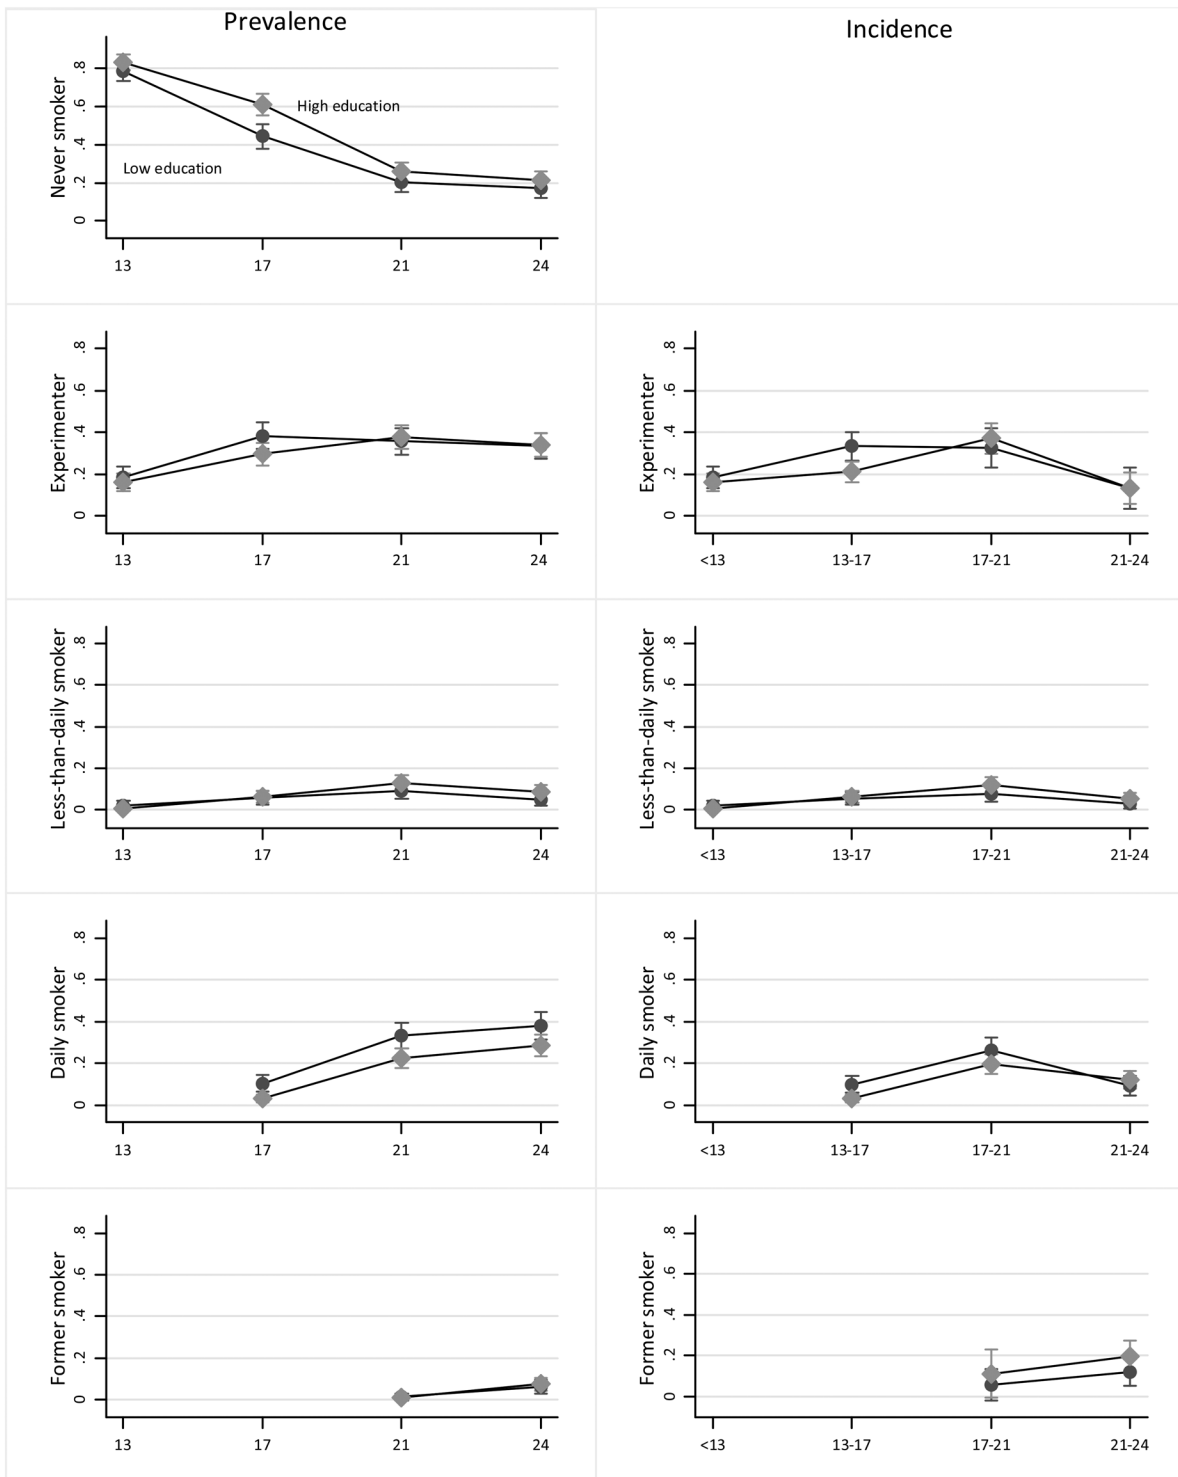 Prevalence
Incidence
Never smoker
.8
.6
.4
.2
0
High education
Low education
13 17 21 24
Experimenter
.8
.6
.4
.2
0
13 17 21 24
Experimenter
.8
.6
.4
.2
0
<13 13-17 17-21 21-24
Less-than-daily smoker
.8
.6
.4
.2
0
13 17 21 24
Less-than-daily smoker
.8
.6
.4
.2
0
<13 13-17 17-21 21-24
Daily smoker
.8
.6
.4
.2
0
13 17 21 24
Daily smoker
.8
.6
.4
.2
0
<13 13-17 17-21 21-24
Former smoker
.8
.6
.4
.2
0
13 17 21 24
Former smoker
.8
.6
.4
.2
0
<13 13-17 17-21 21-24